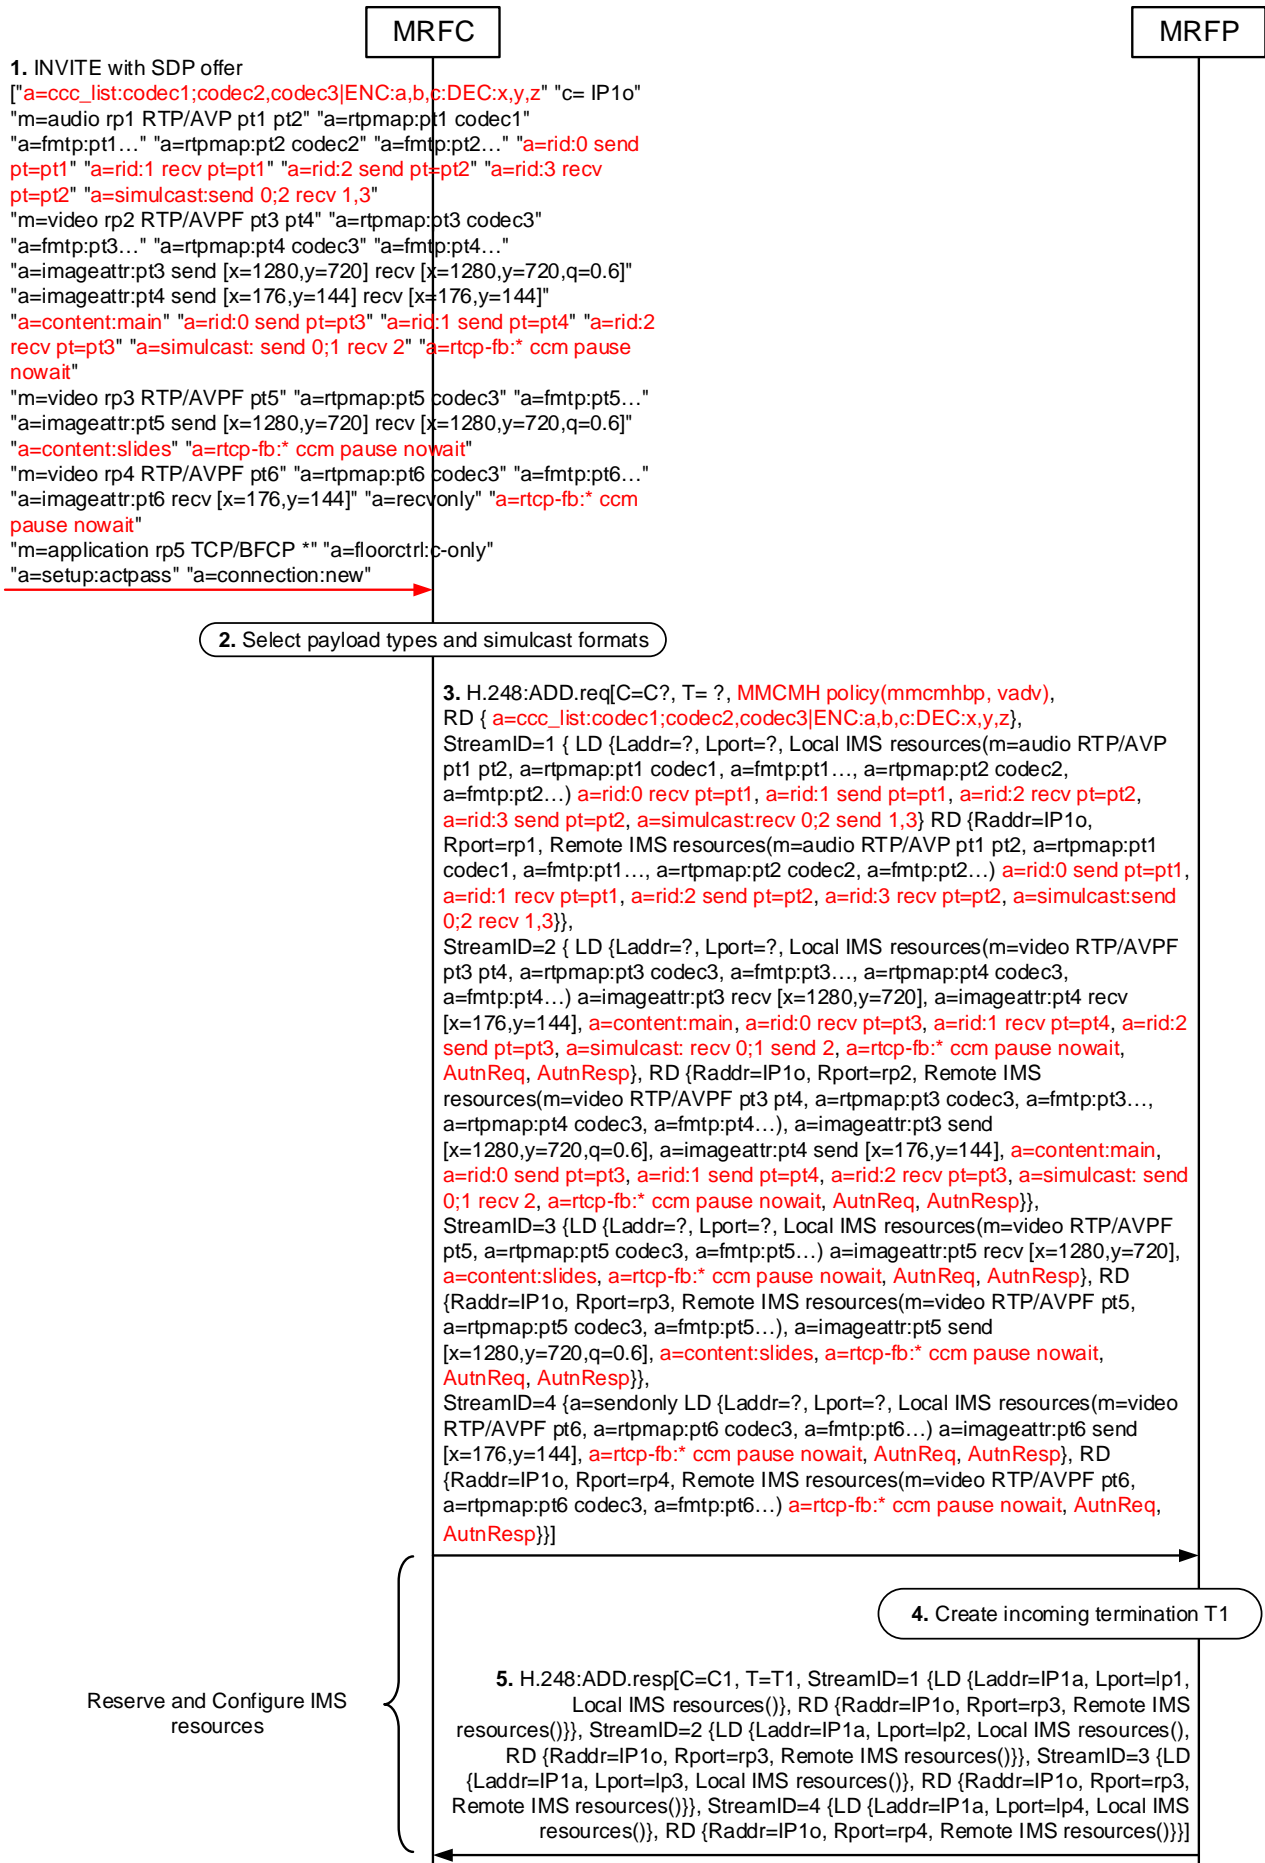 MRFC
MRFP
1. INVITE with SDP offer
["a=ccc_list:codec1;codec2,codec3|ENC:a,b,c:DEC:x,y,z" "c= IP1o"
"m=audio rp1 RTP/AVP pt1 pt2" "a=rtpmap:pt1 codec1"
"a=fmtp:pt1…" "a=rtpmap:pt2 codec2" "a=fmtp:pt2…" "a=rid:0 send
pt=pt1" "a=rid:1 recv pt=pt1" "a=rid:2 send pt=pt2" "a=rid:3 recv
pt=pt2" "a=simulcast:send 0;2 recv 1,3"
"m=video rp2 RTP/AVPF pt3 pt4" "a=rtpmap:pt3 codec3"
"a=fmtp:pt3…" "a=rtpmap:pt4 codec3" "a=fmtp:pt4…"
"a=imageattr:pt3 send [x=1280,y=720] recv [x=1280,y=720,q=0.6]"
"a=imageattr:pt4 send [x=176,y=144] recv [x=176,y=144]"
"a=content:main" "a=rid:0 send pt=pt3" "a=rid:1 send pt=pt4" "a=rid:2
recv pt=pt3" "a=simulcast: send 0;1 recv 2" "a=rtcp-fb:* ccm pause
nowait"
"m=video rp3 RTP/AVPF pt5" "a=rtpmap:pt5 codec3" "a=fmtp:pt5…"
"a=imageattr:pt5 send [x=1280,y=720] recv [x=1280,y=720,q=0.6]"
"a=content:slides" "a=rtcp-fb:* ccm pause nowait"
"m=video rp4 RTP/AVPF pt6" "a=rtpmap:pt6 codec3" "a=fmtp:pt6…"
"a=imageattr:pt6 recv [x=176,y=144]" "a=recvonly" "a=rtcp-fb:* ccm
pause nowait"
"m=application rp5 TCP/BFCP *" "a=floorctrl:c-only"
"a=setup:actpass" "a=connection:new"
2. Select payload types and simulcast formats
3. H.248:ADD.req[C=C?, T= ?, MMCMH policy(mmcmhbp, vadv),
RD { a=ccc_list:codec1;codec2,codec3|ENC:a,b,c:DEC:x,y,z},
StreamID=1 { LD {Laddr=?, Lport=?, Local IMS resources(m=audio RTP/AVP
pt1 pt2, a=rtpmap:pt1 codec1, a=fmtp:pt1…, a=rtpmap:pt2 codec2,
a=fmtp:pt2…) a=rid:0 recv pt=pt1, a=rid:1 send pt=pt1, a=rid:2 recv pt=pt2,
a=rid:3 send pt=pt2, a=simulcast:recv 0;2 send 1,3} RD {Raddr=IP1o,
Rport=rp1, Remote IMS resources(m=audio RTP/AVP pt1 pt2, a=rtpmap:pt1
codec1, a=fmtp:pt1…, a=rtpmap:pt2 codec2, a=fmtp:pt2…) a=rid:0 send pt=pt1,
a=rid:1 recv pt=pt1, a=rid:2 send pt=pt2, a=rid:3 recv pt=pt2, a=simulcast:send
0;2 recv 1,3}},
StreamID=2 { LD {Laddr=?, Lport=?, Local IMS resources(m=video RTP/AVPF
pt3 pt4, a=rtpmap:pt3 codec3, a=fmtp:pt3…, a=rtpmap:pt4 codec3,
a=fmtp:pt4…) a=imageattr:pt3 recv [x=1280,y=720], a=imageattr:pt4 recv
[x=176,y=144], a=content:main, a=rid:0 recv pt=pt3, a=rid:1 recv pt=pt4, a=rid:2
send pt=pt3, a=simulcast: recv 0;1 send 2, a=rtcp-fb:* ccm pause nowait,
AutnReq, AutnResp}, RD {Raddr=IP1o, Rport=rp2, Remote IMS
resources(m=video RTP/AVPF pt3 pt4, a=rtpmap:pt3 codec3, a=fmtp:pt3…,
a=rtpmap:pt4 codec3, a=fmtp:pt4…), a=imageattr:pt3 send
[x=1280,y=720,q=0.6], a=imageattr:pt4 send [x=176,y=144], a=content:main,
a=rid:0 send pt=pt3, a=rid:1 send pt=pt4, a=rid:2 recv pt=pt3, a=simulcast: send
0;1 recv 2, a=rtcp-fb:* ccm pause nowait, AutnReq, AutnResp}},
StreamID=3 {LD {Laddr=?, Lport=?, Local IMS resources(m=video RTP/AVPF
pt5, a=rtpmap:pt5 codec3, a=fmtp:pt5…) a=imageattr:pt5 recv [x=1280,y=720],
a=content:slides, a=rtcp-fb:* ccm pause nowait, AutnReq, AutnResp}, RD
{Raddr=IP1o, Rport=rp3, Remote IMS resources(m=video RTP/AVPF pt5,
a=rtpmap:pt5 codec3, a=fmtp:pt5…), a=imageattr:pt5 send
[x=1280,y=720,q=0.6], a=content:slides, a=rtcp-fb:* ccm pause nowait,
AutnReq, AutnResp}},
StreamID=4 {a=sendonly LD {Laddr=?, Lport=?, Local IMS resources(m=video
RTP/AVPF pt6, a=rtpmap:pt6 codec3, a=fmtp:pt6…) a=imageattr:pt6 send
[x=176,y=144], a=rtcp-fb:* ccm pause nowait, AutnReq, AutnResp}, RD
{Raddr=IP1o, Rport=rp4, Remote IMS resources(m=video RTP/AVPF pt6,
a=rtpmap:pt6 codec3, a=fmtp:pt6…) a=rtcp-fb:* ccm pause nowait, AutnReq,
AutnResp}}]
4. Create incoming termination T1
5. H.248:ADD.resp[C=C1, T=T1, StreamID=1 {LD {Laddr=IP1a, Lport=lp1,
Local IMS resources()}, RD {Raddr=IP1o, Rport=rp3, Remote IMS
resources()}}, StreamID=2 {LD {Laddr=IP1a, Lport=lp2, Local IMS resources(),
RD {Raddr=IP1o, Rport=rp3, Remote IMS resources()}}, StreamID=3 {LD
{Laddr=IP1a, Lport=lp3, Local IMS resources()}, RD {Raddr=IP1o, Rport=rp3,
Remote IMS resources()}}, StreamID=4 {LD {Laddr=IP1a, Lport=lp4, Local IMS
resources()}, RD {Raddr=IP1o, Rport=rp4, Remote IMS resources()}}]
Reserve and Configure IMS
resources